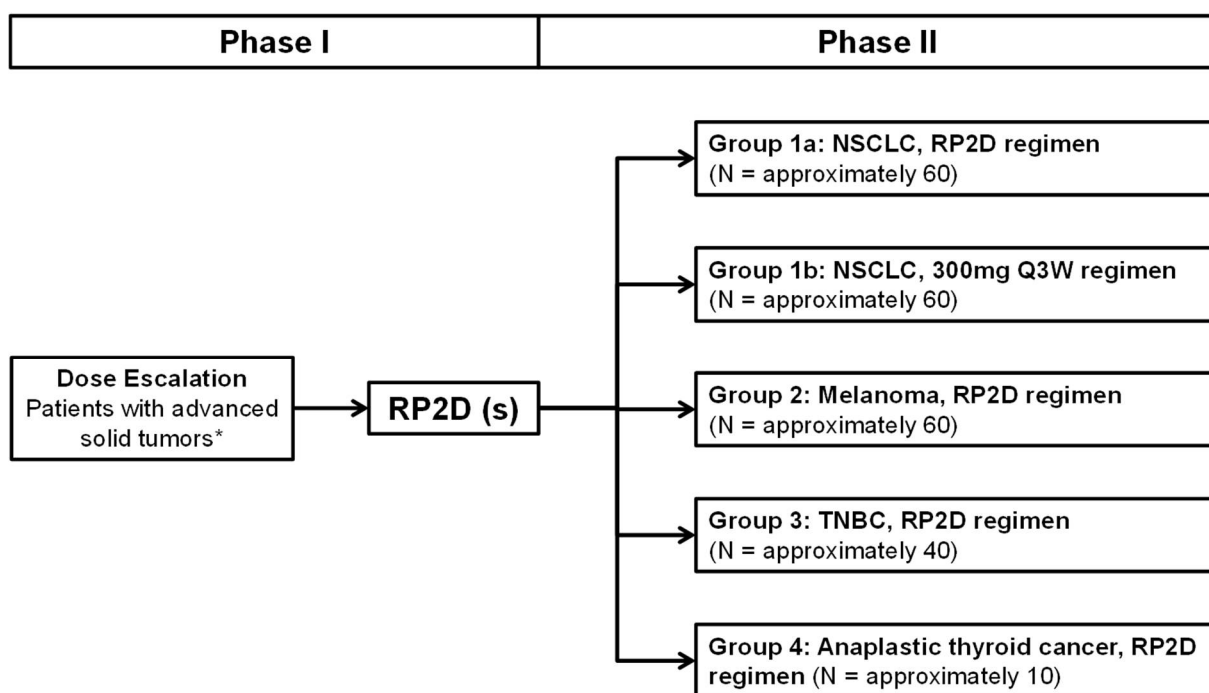 Phase I
Phase II
Group 1a: NSCLC, RP2D regimen
(N = approximately 60)
Group 1b: NSCLC, 300mg Q3W regimen
(N = approximately 60)
Dose Escalation
Patients with advanced
solid tumors*
RP2D (s)
Group 2: Melanoma, RP2D regimen
(N = approximately 60)
Group 3: TNBC, RP2D regimen
(N = approximately 40)
Group 4: Anaplastic thyroid cancer, RP2D
regimen (N = approximately 10)